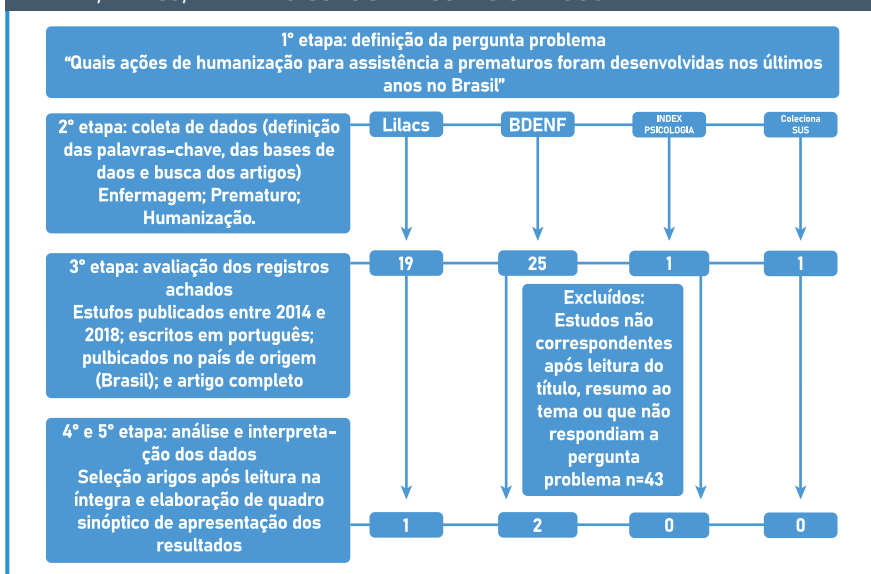 1° etapa: definição da pergunta problema
“Quais ações de humanização para assistência a prematuros foram desenvolvidas nos últimos
anos no Brasil”
2° etapa: coleta de dados (definição
das palavras-chave, das bases de
daos e busca dos artigos)
Enfermagem; Prematuro;
Humanização.
Lilacs
BDENF
INDEX
PSICOLOGIA
Coleciona
SUS
3° etapa: avaliação dos registros
achados
Estufos publicados entre 2014 e
2018; escritos em português;
pulbicados no país de origem
(Brasil); e artigo completo
19
25
1
1
Excluídos:
Estudos não
correspondentes
após leitura do
título, resumo ao
tema ou que não
respondiam a
pergunta
problema n=43
4° e 5° etapa: análise e interpreta-
ção dos dados
Seleção arigos após leitura na
íntegra e elaboração de quadro
sinóptico de apresentação dos
resultados
1
2
0
0